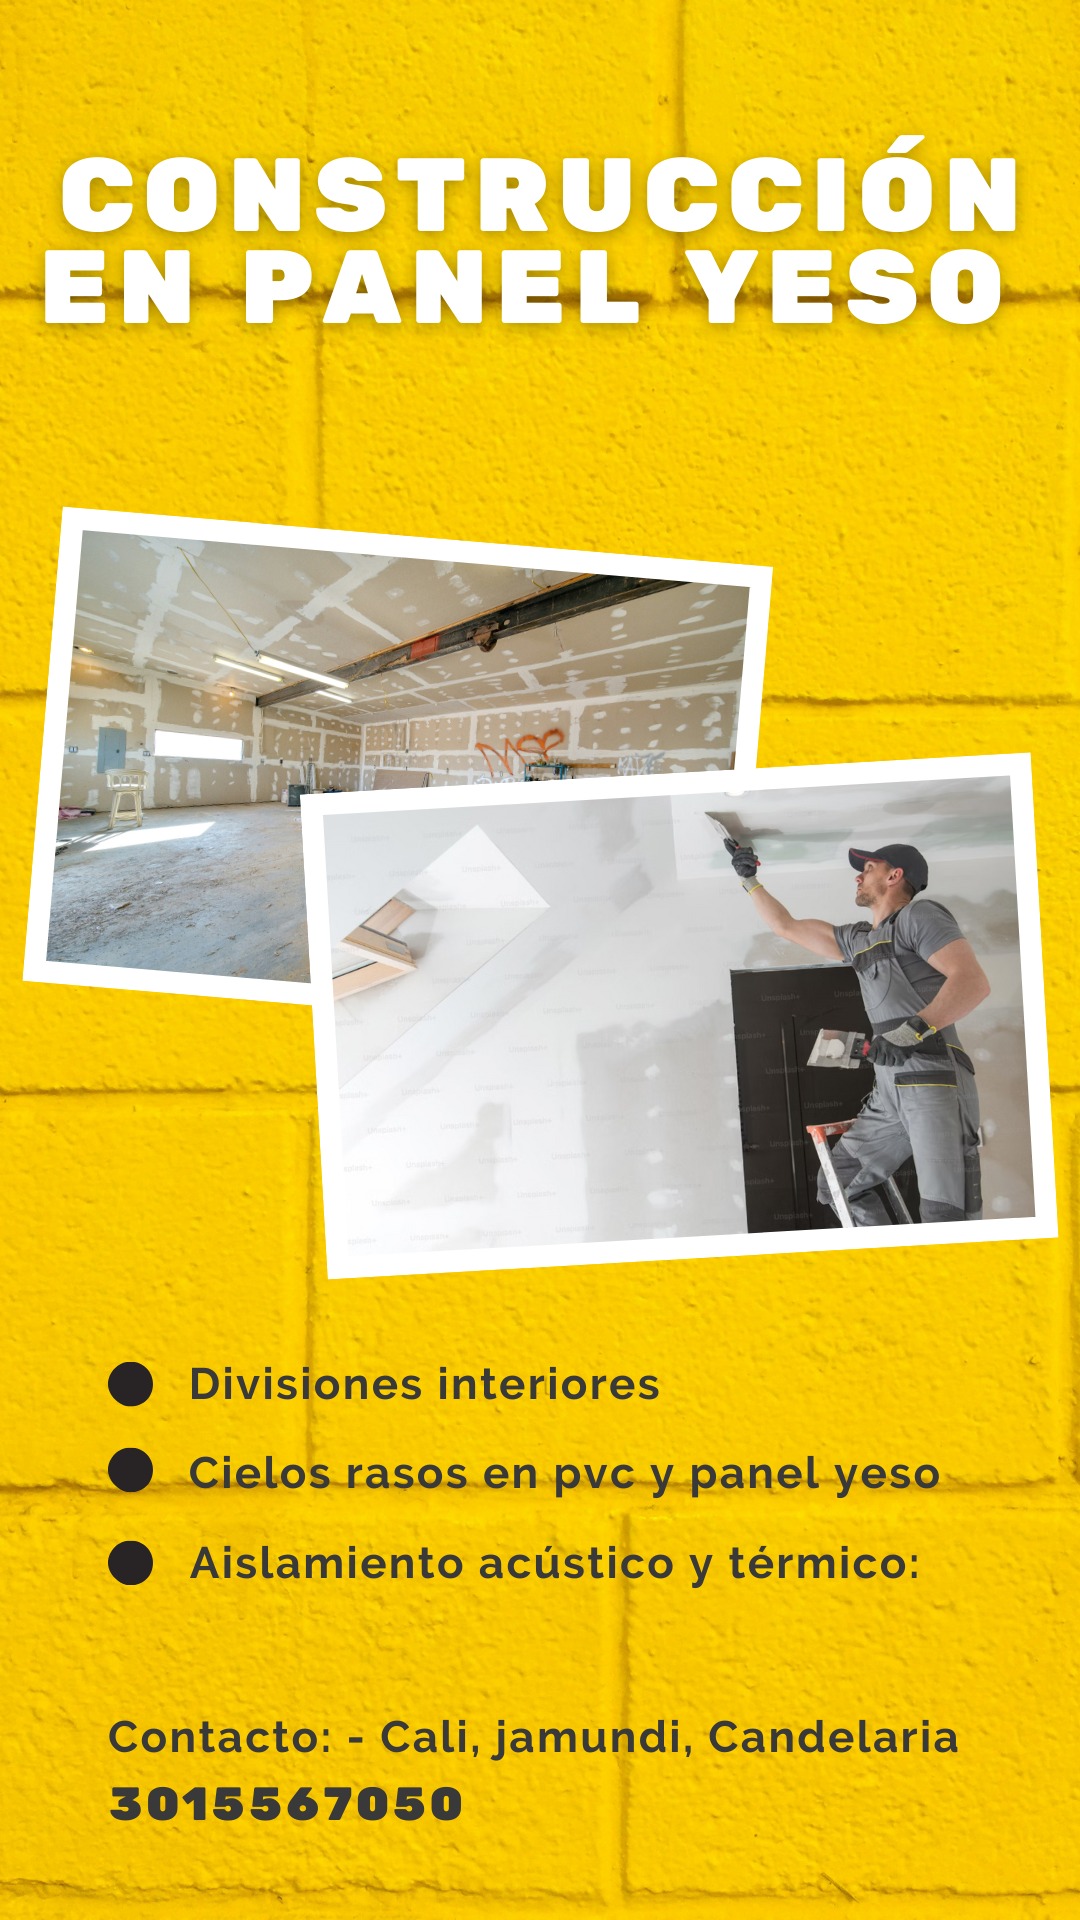 CONSTRUCCIÓN
EN PANEL YESO
Divisiones interiores
Cielos rasos en pvc y panel yeso
Aislamiento acústico y térmico:
Contacto: - Cali, jamundi, Candelaria
3015567050